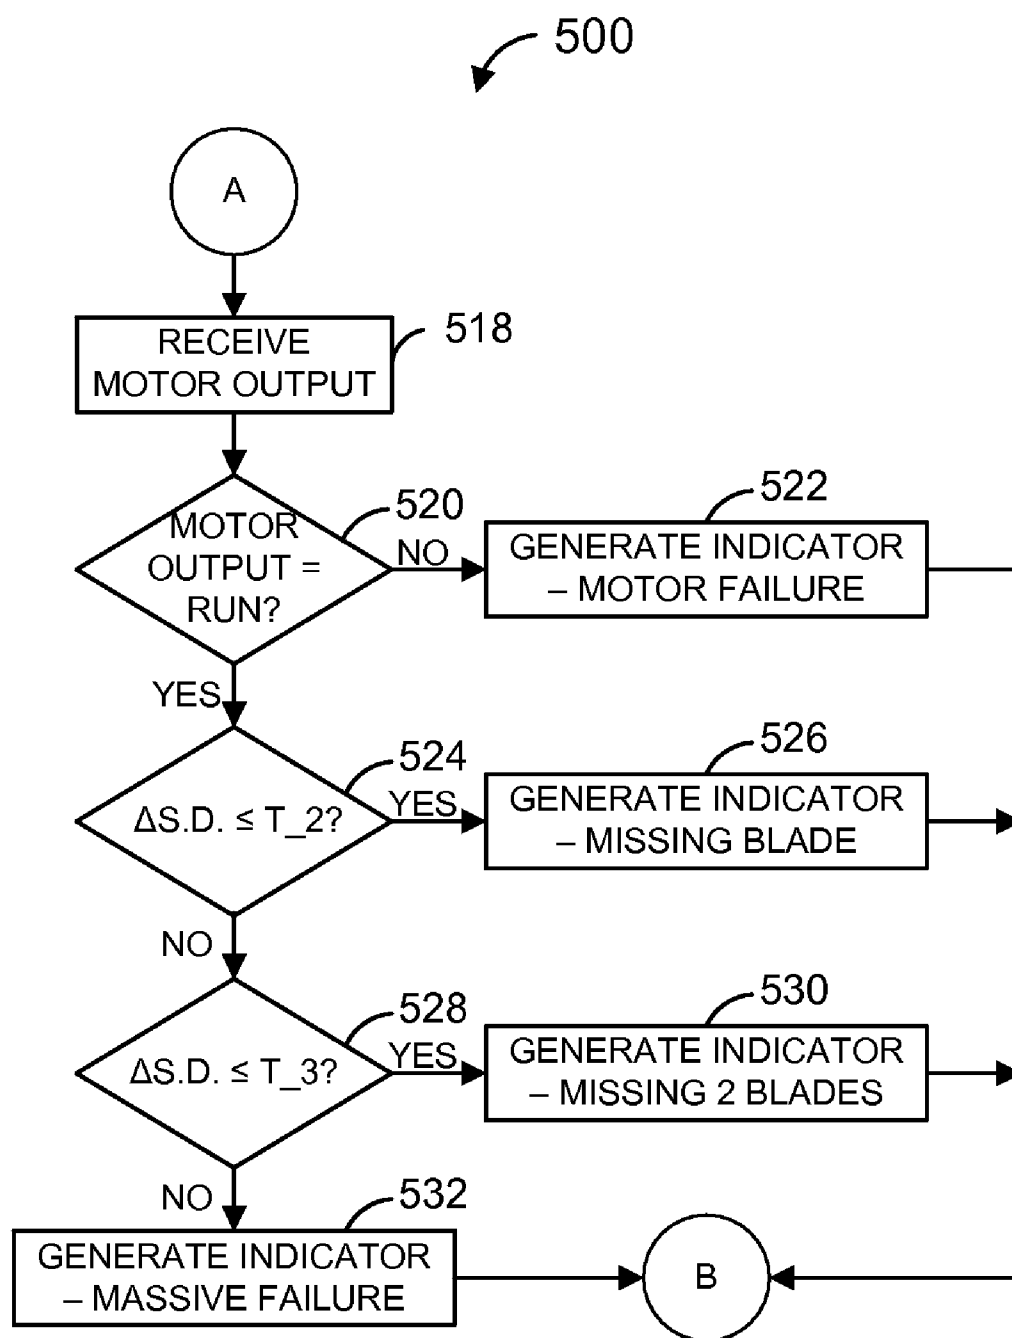 500
A
RECEIVE
MOTOR OUTPUT
518
MOTOR
OUTPUT =
RUN?
520
NO
GENERATE INDICATOR
– MOTOR FAILURE
522
YES
ΔS.D. ≤ T_2?
524
YES
GENERATE INDICATOR
– MISSING BLADE
526
NO
ΔS.D. ≤ T_3?
528
YES
GENERATE INDICATOR
– MISSING 2 BLADES
530
NO
532
GENERATE INDICATOR
– MASSIVE FAILURE
B